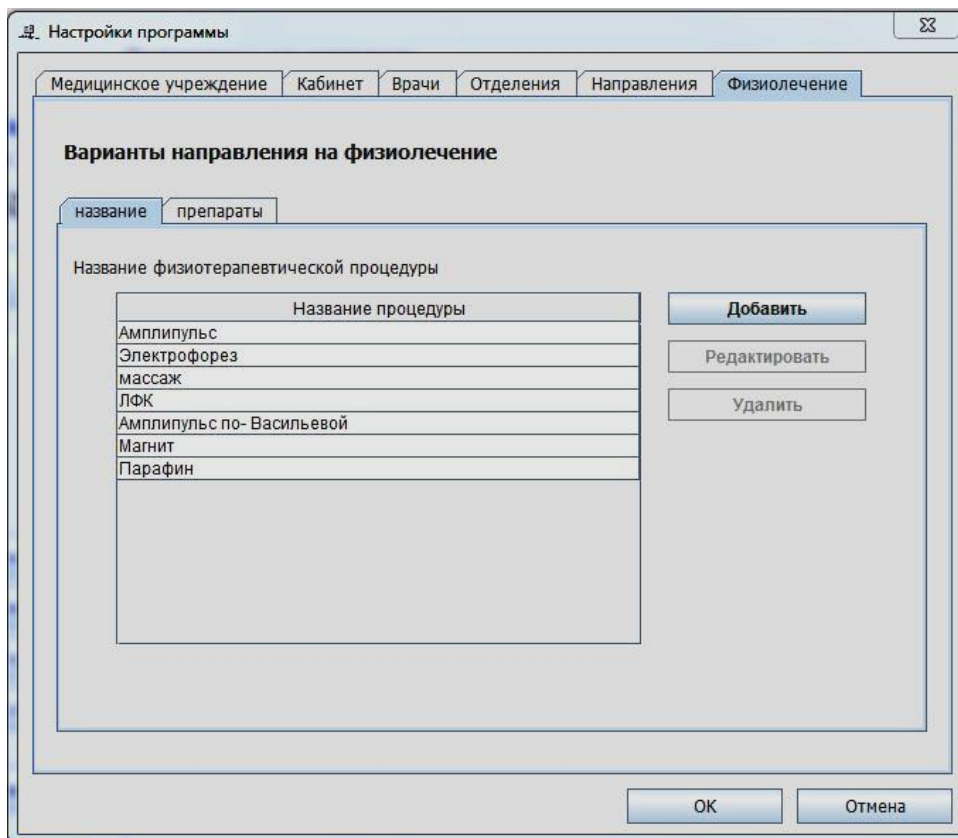 Настройки программы
Медицинское учреждение Кабинет Врачи Отделения Направления Физиолечение
Варианты направления на физиолечение
название препараты
Название физиотерапевтической процедуры
Название процедуры
Добавить
Амплипульс
Электрофорез
Редактировать
массаж
ЛФК
Удалить
Амплипульс по- Васильевой
Магнит
Парафин
OK Отмена